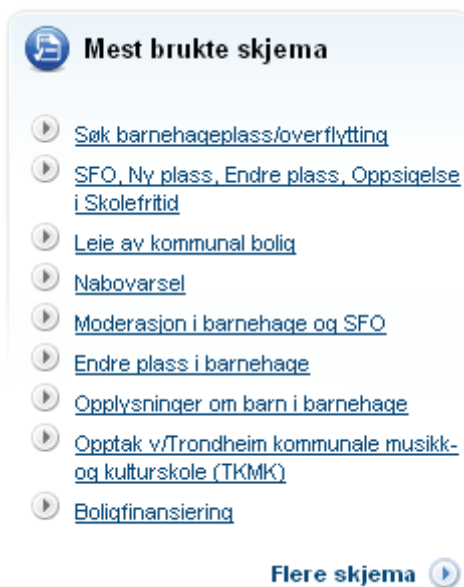 Mest brukte skjema
Søk barnehageplass/overflytting
SFO, Ny plass, Endre plass, Oppsigelse
i Skolefritid
Leie av kommunal bolig
Nabovarsel
Moderasjon i barnehage og SFO
Endre plass i barnehage
Opplysninger om barn i barnehage
Opptak v/Trondheim kommunale musikk-
og kulturskole (TKMK)
Boligfinansiering
Flere skjema